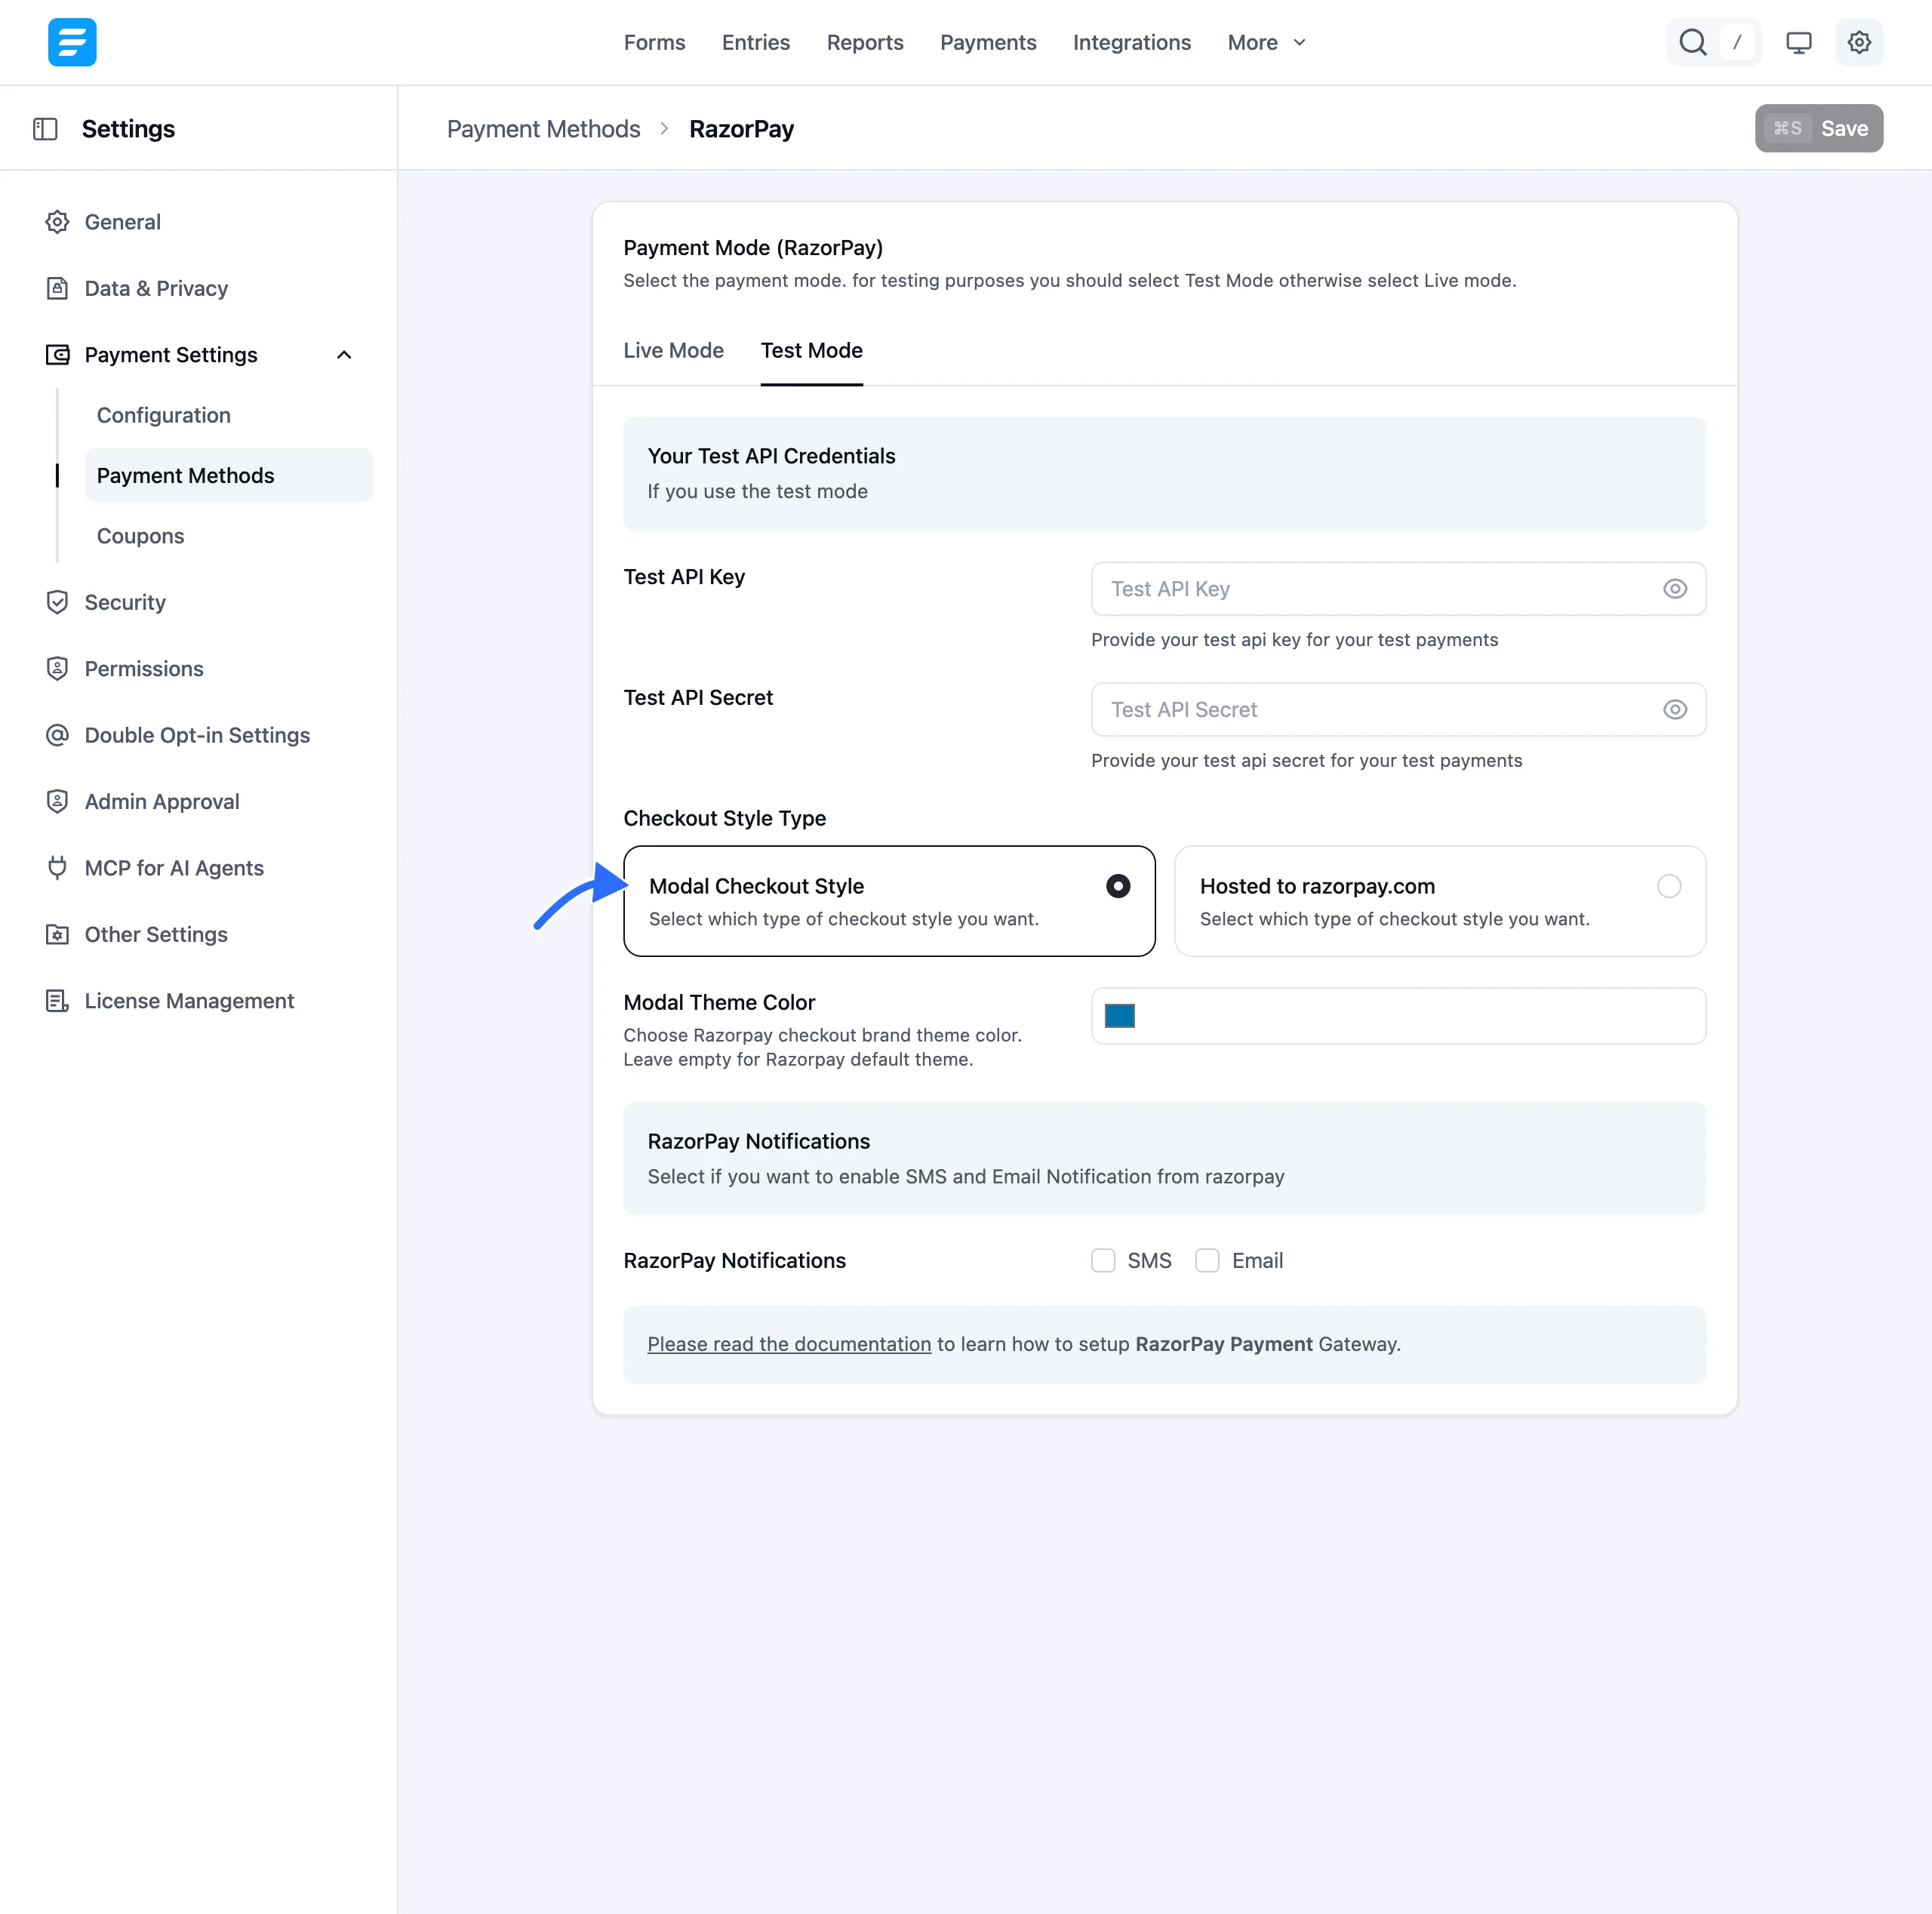 Forms Entries Reports Payments Integrations More /
Settings
Payment Methods > RazorPay
⌘S Save
General
Data & Privacy
Payment Settings
Configuration
Payment Methods
Coupons
Security
Permissions
Double Opt-in Settings
Admin Approval
MCP for AI Agents
Other Settings
License Management
Payment Mode (RazorPay)
Select the payment mode. for testing purposes you should select Test Mode otherwise select Live mode.
Live Mode Test Mode
Your Test API Credentials
If you use the test mode
Test API Key
Test API Key
Provide your test api key for your test payments
Test API Secret
Test API Secret
Provide your test api secret for your test payments
Checkout Style Type
Modal Checkout Style
Select which type of checkout style you want.
Hosted to razorpay.com
Select which type of checkout style you want.
Modal Theme Color
Choose Razorpay checkout brand theme color.
Leave empty for Razorpay default theme.
RazorPay Notifications
Select if you want to enable SMS and Email Notification from razorpay
RazorPay Notifications
SMS Email
Please read the documentation to learn how to setup RazorPay Payment Gateway.